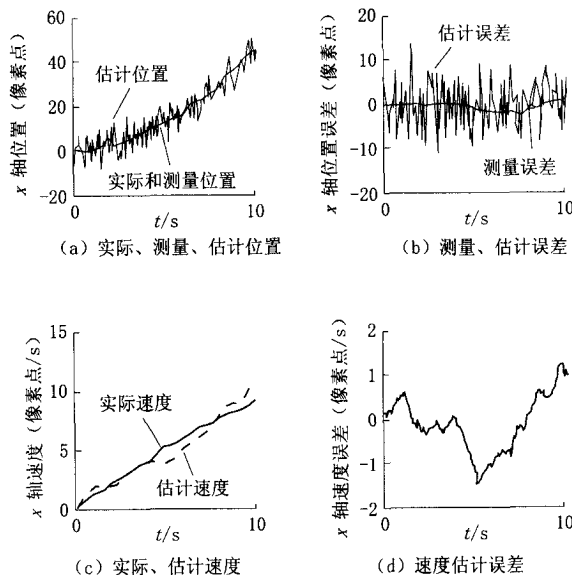 60
40
20
0
-20
x 轴位置（像素点）
估计位置
实际和测量位置
0
10
t/s
(a) 实际、测量、估计位置
20
10
0
-10
-20
x 轴位置误差（像素点）
估计误差
测量误差
0
10
t/s
(b) 测量、估计误差
15
10
5
0
x 轴速度（像素点/s）
实际速度
估计速度
0
10
t/s
(c) 实际、估计速度
2
1
0
-1
-2
x 轴速度误差（像素点/s）
0
10
t/s
(d) 速度估计误差